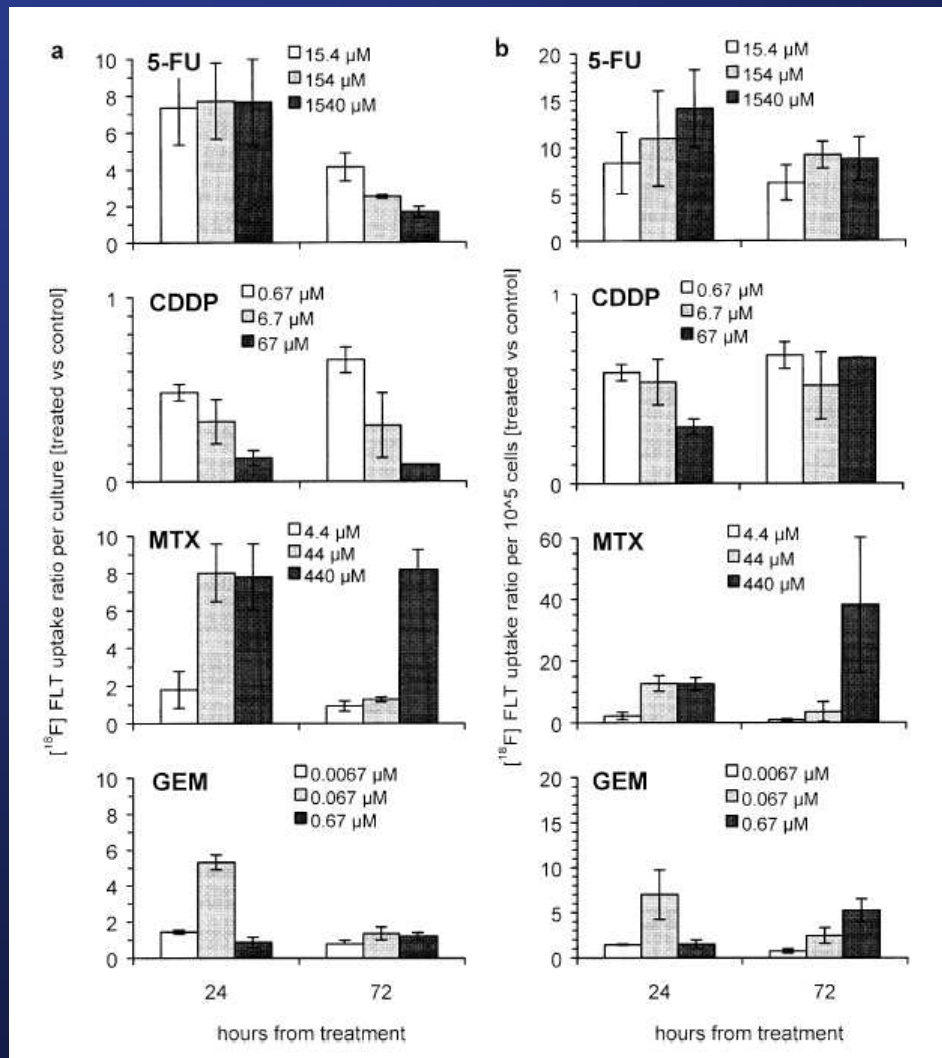 a
5-FU
15.4 µM
154 µM
1540 µM
10
8
6
4
2
0
CDDP
0.67 µM
6.7 µM
67 µM
1
0
MTX
4.4 µM
44 µM
440 µM
10
8
6
4
2
0
GEM
0.0067 µM
0.067 µM
0.67 µM
10
8
6
4
2
0
24 72
hours from treatment
[18F] FLT uptake ratio per culture [treated vs control]
b
5-FU
15.4 µM
154 µM
1540 µM
20
15
10
5
0
CDDP
0.67 µM
6.7 µM
67 µM
1
0
MTX
4.4 µM
44 µM
440 µM
60
40
20
0
GEM
0.0067 µM
0.067 µM
0.67 µM
20
15
10
5
0
24 72
hours from treatment
[18F] FLT uptake ratio per 10^5 cells [treated vs control]